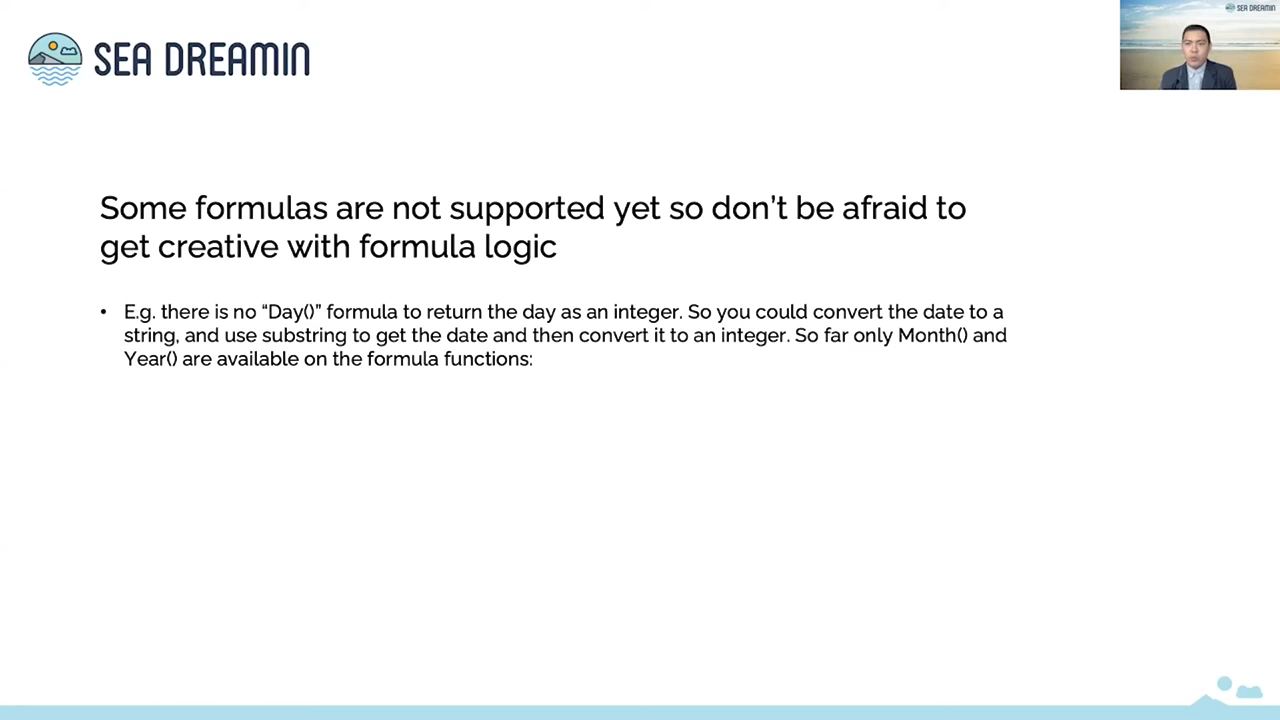 SEA DREAMIN
SEA DREAMIN
Some formulas are not supported yet so don’t be afraid to
get creative with formula logic
• E.g. there is no “Day()” formula to return the day as an integer. So you could convert the date to a
string, and use substring to get the date and then convert it to an integer. So far only Month() and
Year() are available on the formula functions: